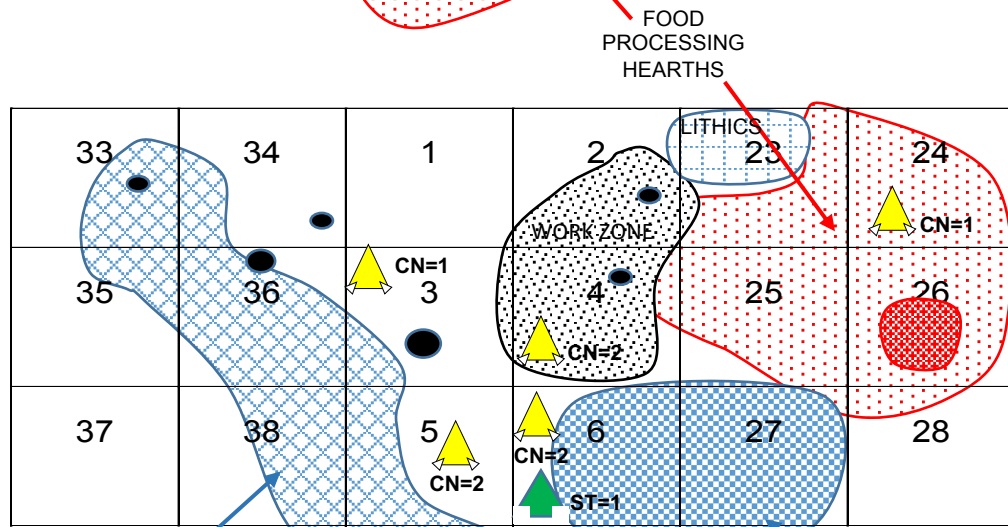 FOOD
PROCESSING
HEARTHS
LITHICS
33
34
1
2
23
24
CN=1
WORK ZONE
CN=1
35
36
3
4
25
26
CN=2
37
38
5
6
27
28
CN=2
CN=2
ST=1